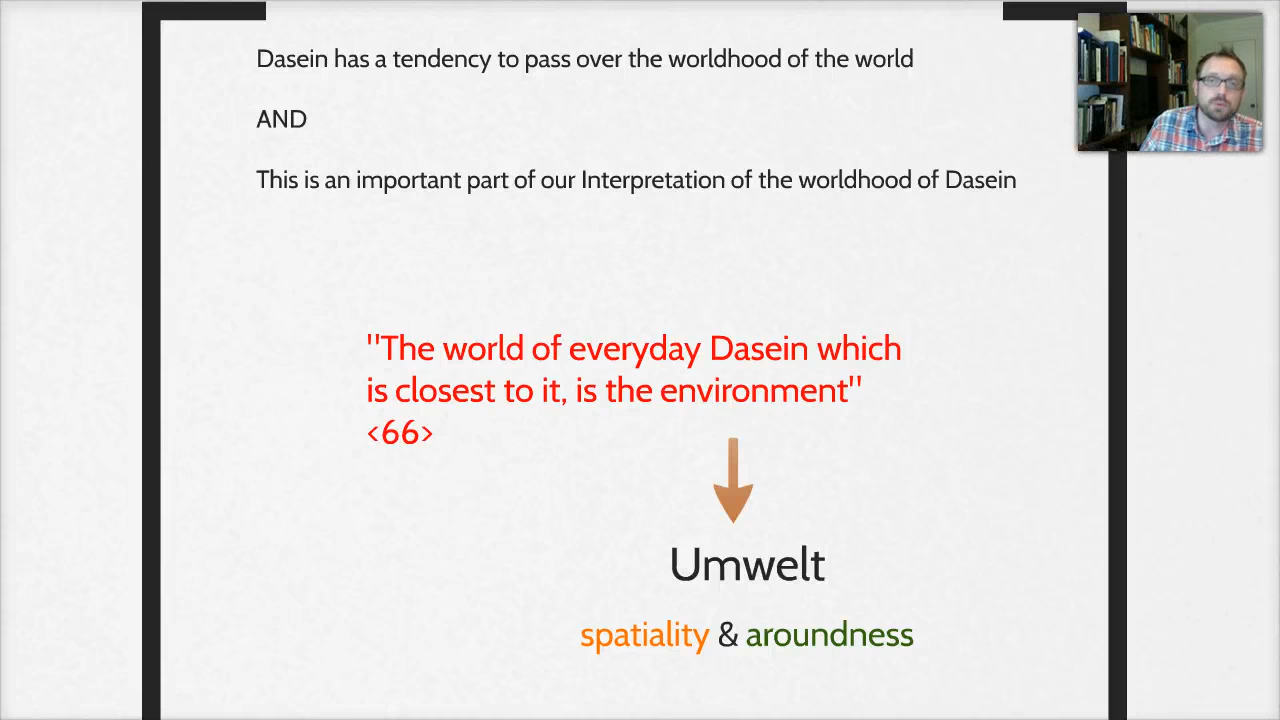 Dasein has a tendency to pass over the worldhood of the world
AND
This is an important part of our Interpretation of the worldhood of Dasein
"The world of everyday Dasein which
is closest to it, is the environment"
<66>
Umwelt
spatiality & aroundness